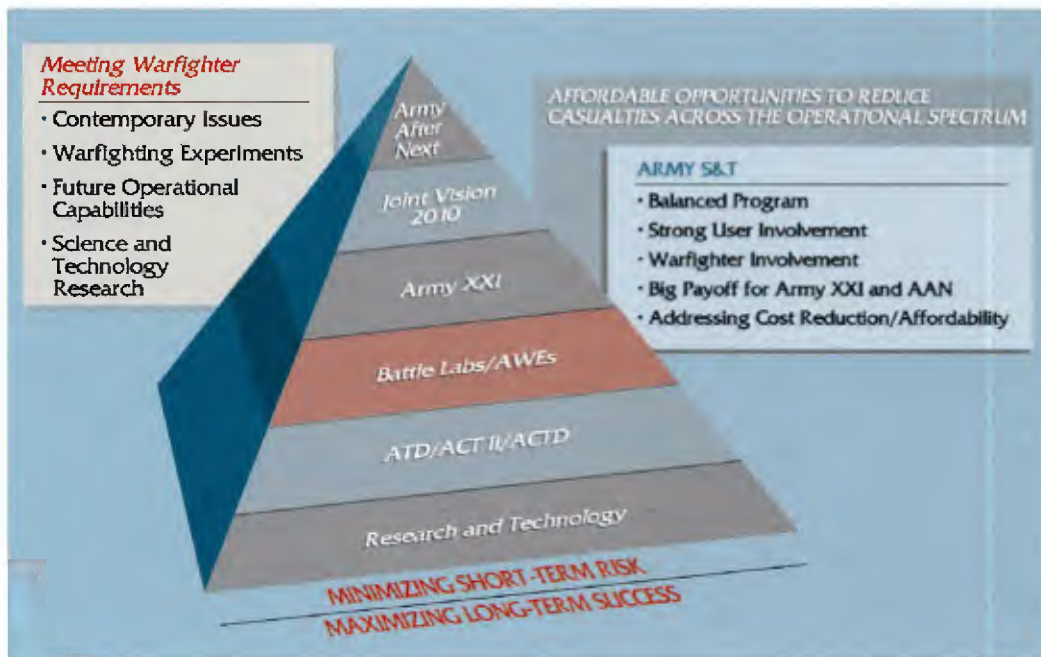 Meeting Warfighter
Requirements
• Contemporary Issues
• Warfighting Experiments
• Future Operational
Capabilities
• Science and
Technology
Research
Army
After
Next
Joint Vision
2010
Army XXI
Battle Labs/AWEs
ATD/ACT II/ACTD
Research and Technology
MINIMIZING SHORT-TERM RISK
MAXIMIZING LONG-TERM SUCCESS
AFFORDABLE OPPORTUNITIES TO REDUCE
CASUALTIES ACROSS THE OPERATIONAL SPECTRUM
ARMY S&T
• Balanced Program
• Strong User Involvement
• Warfighter Involvement
• Big Payoff for Army XXI and AAN
• Addressing Cost Reduction/Affordability